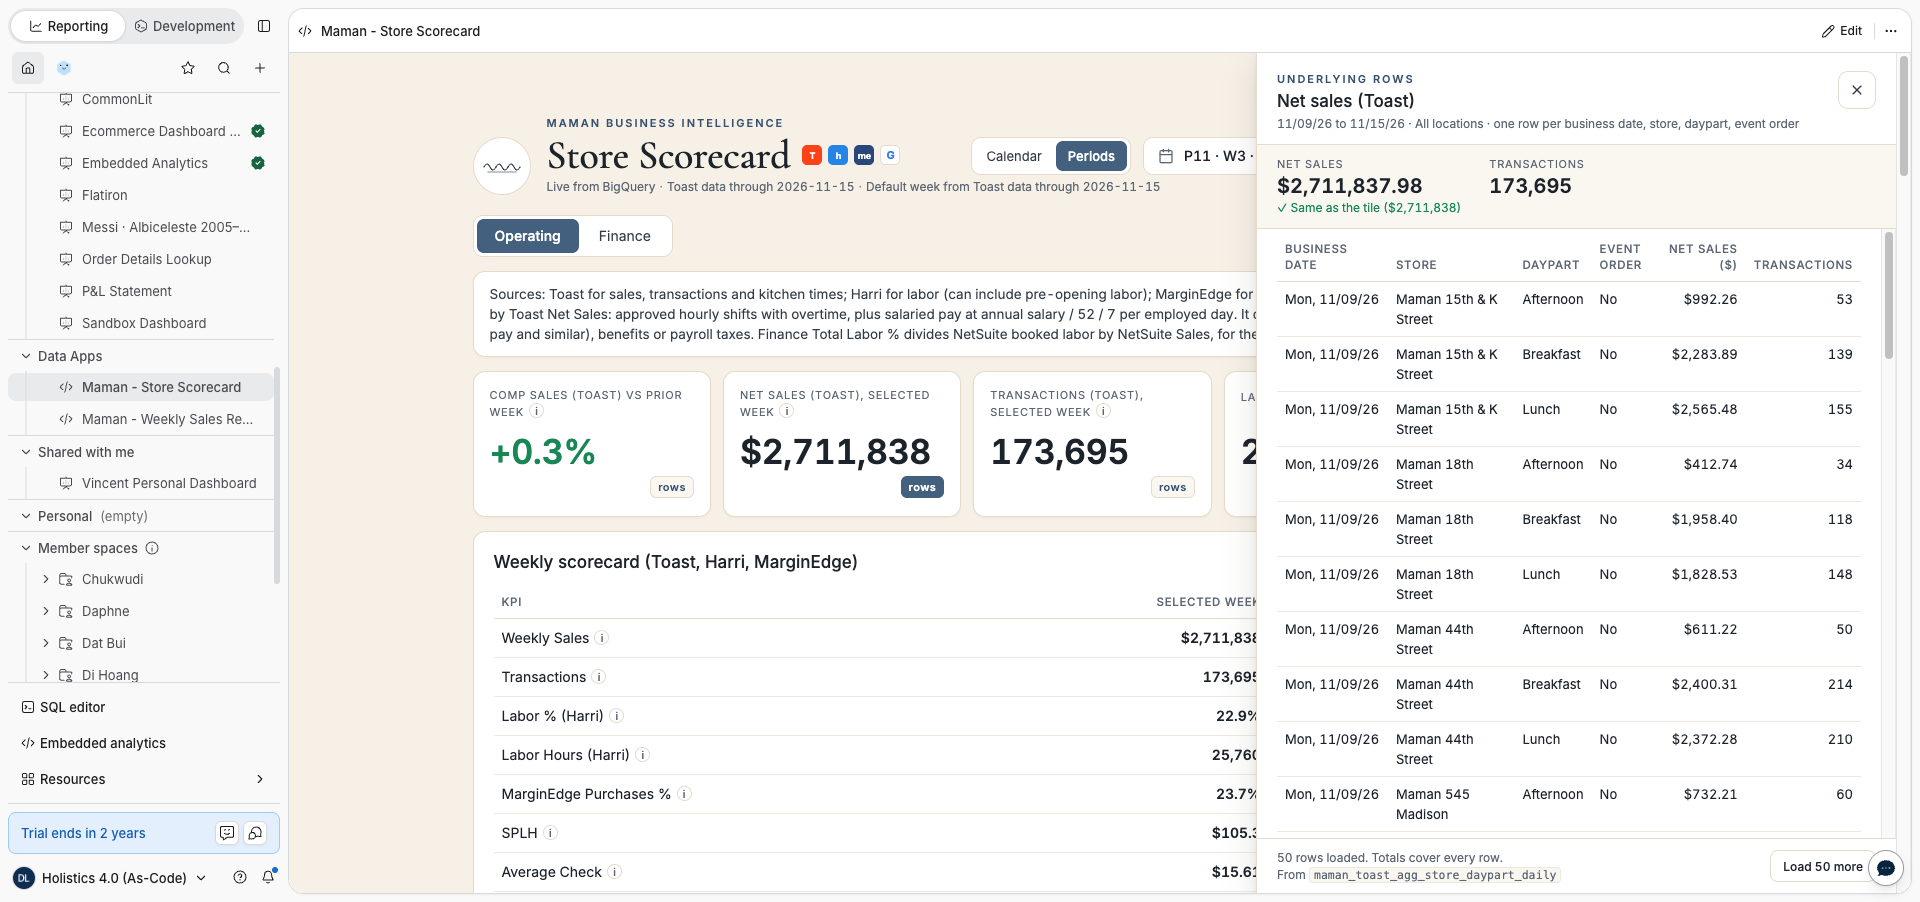 Reporting
Development
CommonLit
Ecommerce Dashboard ...
Embedded Analytics
Flatiron
Messi · Albiceleste 2005–...
Order Details Lookup
P&L Statement
Sandbox Dashboard
Data Apps
Maman - Store Scorecard
Maman - Weekly Sales Re...
Shared with me
Vincent Personal Dashboard
Personal (empty)
Member spaces
Chukwudi
Daphne
Dat Bui
Di Hoang
SQL editor
Embedded analytics
Resources
Trial ends in 2 years
DL Holistics 4.0 (As-Code)
Maman - Store Scorecard
Edit
MAMAN BUSINESS INTELLIGENCE
Store Scorecard T h me G
Live from BigQuery · Toast data through 2026-11-15 · Default week from Toast data through 2026-11-15
Calendar Periods P11 · W3 ·
Operating Finance
Sources: Toast for sales, transactions and kitchen times; Harri for labor (can include pre-opening labor); MarginEdge for
by Toast Net Sales: approved hourly shifts with overtime, plus salaried pay at annual salary / 52 / 7 per employed day. It
pay and similar), benefits or payroll taxes. Finance Total Labor % divides NetSuite booked labor by NetSuite Sales, for the
COMP SALES (TOAST) VS PRIOR
WEEK i
+0.3%
rows
NET SALES (TOAST), SELECTED
WEEK i
$2,711,838
rows
TRANSACTIONS (TOAST),
SELECTED WEEK i
173,695
rows
LA
2
Weekly scorecard (Toast, Harri, MarginEdge)
KPI SELECTED WEEK
Weekly Sales i $2,711,838
Transactions i 173,695
Labor % (Harri) i 22.9%
Labor Hours (Harri) i 25,760
MarginEdge Purchases % i 23.7%
SPLH i $105.3
Average Check i $15.61
UNDERLYING ROWS
Net sales (Toast)
11/09/26 to 11/15/26 · All locations · one row per business date, store, daypart, event order
NET SALES
$2,711,837.98
✓ Same as the tile ($2,711,838)
TRANSACTIONS
173,695
BUSINESS DATE STORE DAYPART EVENT ORDER NET SALES ($) TRANSACTIONS
Mon, 11/09/26 Maman 15th & K Street Afternoon No $992.26 53
Mon, 11/09/26 Maman 15th & K Street Breakfast No $2,283.89 139
Mon, 11/09/26 Maman 15th & K Street Lunch No $2,565.48 155
Mon, 11/09/26 Maman 18th Street Afternoon No $412.74 34
Mon, 11/09/26 Maman 18th Street Breakfast No $1,958.40 118
Mon, 11/09/26 Maman 18th Street Lunch No $1,828.53 148
Mon, 11/09/26 Maman 44th Street Afternoon No $611.22 50
Mon, 11/09/26 Maman 44th Street Breakfast No $2,400.31 214
Mon, 11/09/26 Maman 44th Street Lunch No $2,372.28 210
Mon, 11/09/26 Maman 545 Madison Afternoon No $732.21 60
50 rows loaded. Totals cover every row.
From maman_toast_agg_store_daypart_daily
Load 50 more